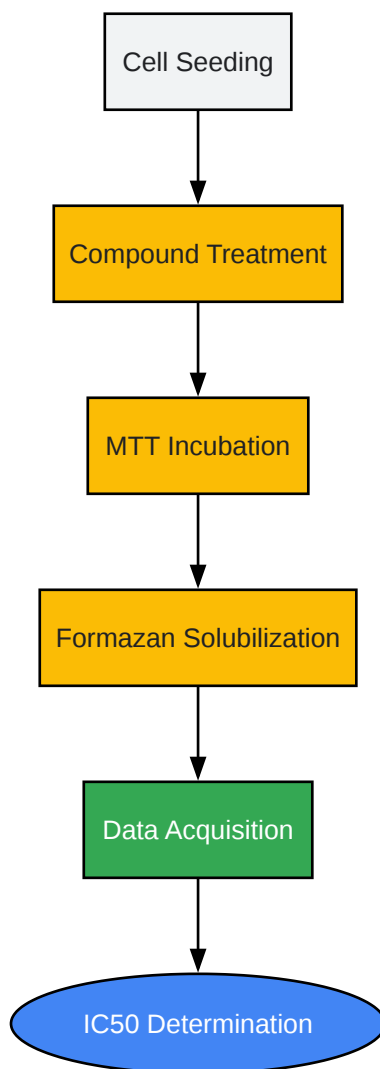 Cell Seeding
Compound Treatment
MTT Incubation
Formazan Solubilization
Data Acquisition
IC50 Determination